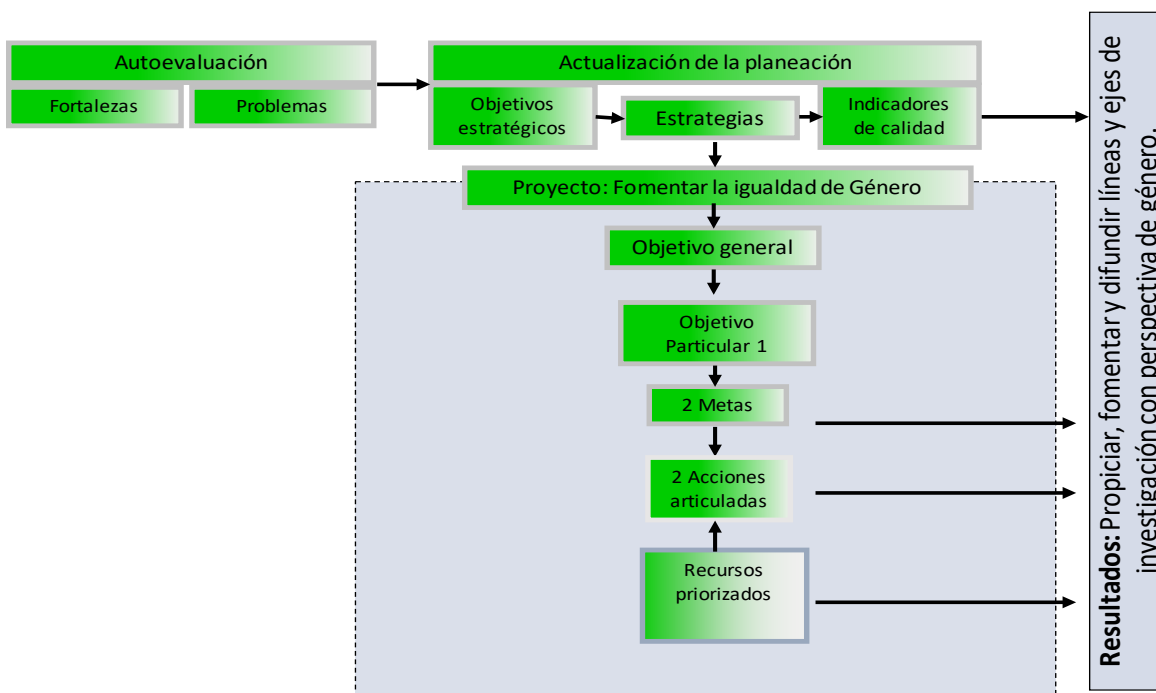 Autoevaluación
Fortalezas
Problemas
Actualización de la planeación
Objetivos
estratégicos
Estrategias
Indicadores
de calidad
Proyecto: Fomentar la igualdad de Género
Objetivo general
Objetivo
Particular 1
2 Metas
2 Acciones
articuladas
Recursos
priorizados
Resultados: Propiciar, fomentar y difundir líneas y ejes de
investigación con perspectiva de género.